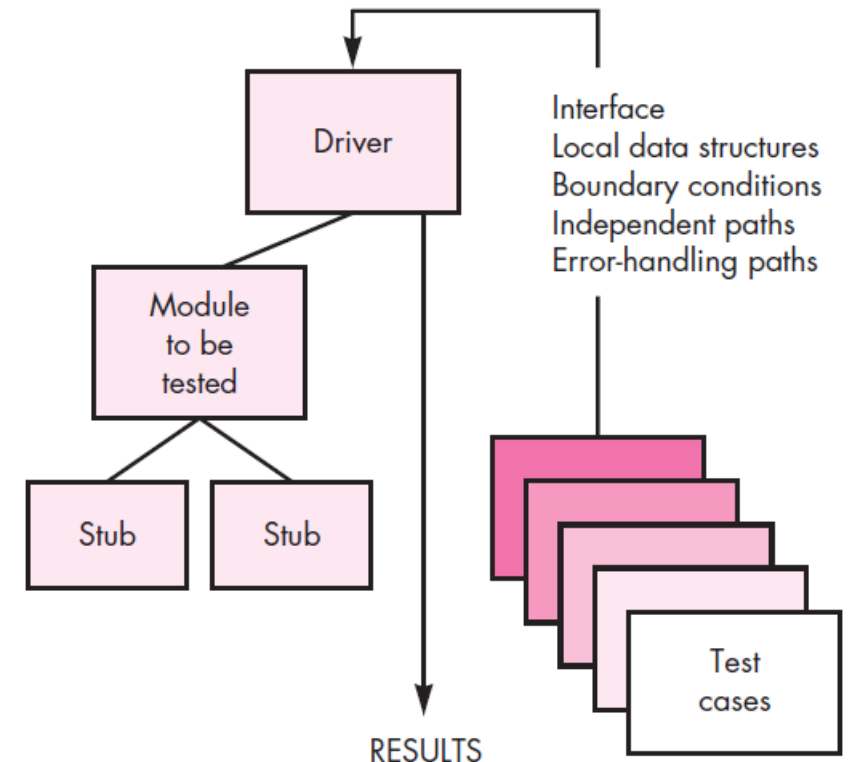 Driver
Interface
Local data structures
Boundary conditions
Independent paths
Error-handling paths
Module
to be
tested
Stub
Stub
Test
cases
RESULTS